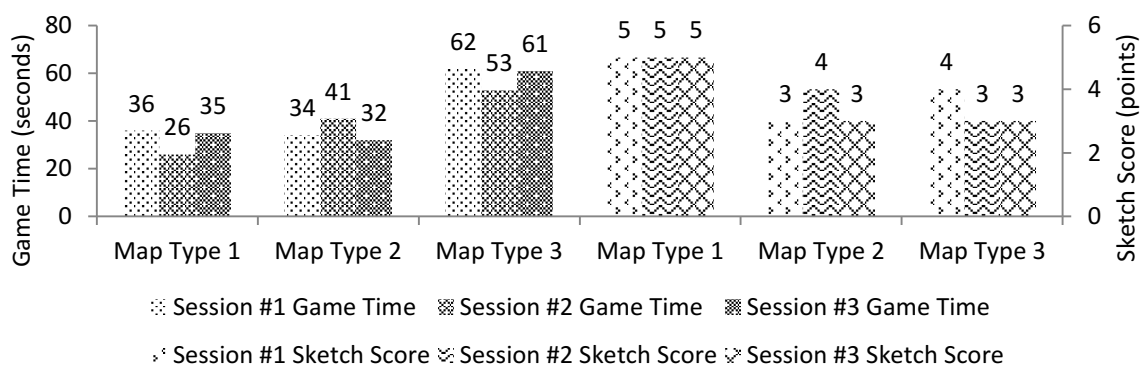 Game Time (seconds)
80
60
40
20
0
36 26 35
34 41 32
62 53 61
5 5 5
3 4 3
4 3 3
6
4
2
0
Sketch Score (points)
Map Type 1 Map Type 2 Map Type 3 Map Type 1 Map Type 2 Map Type 3
Session #1 Game Time Session #2 Game Time Session #3 Game Time
Session #1 Sketch Score Session #2 Sketch Score Session #3 Sketch Score